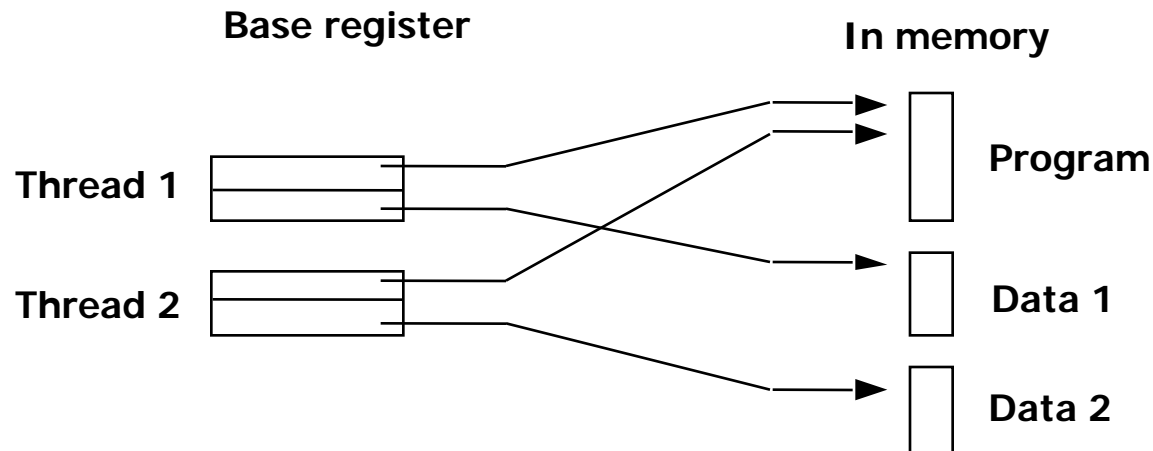 Base register
In memory
Thread 1
Program
Thread 2
Data 1
Data 2